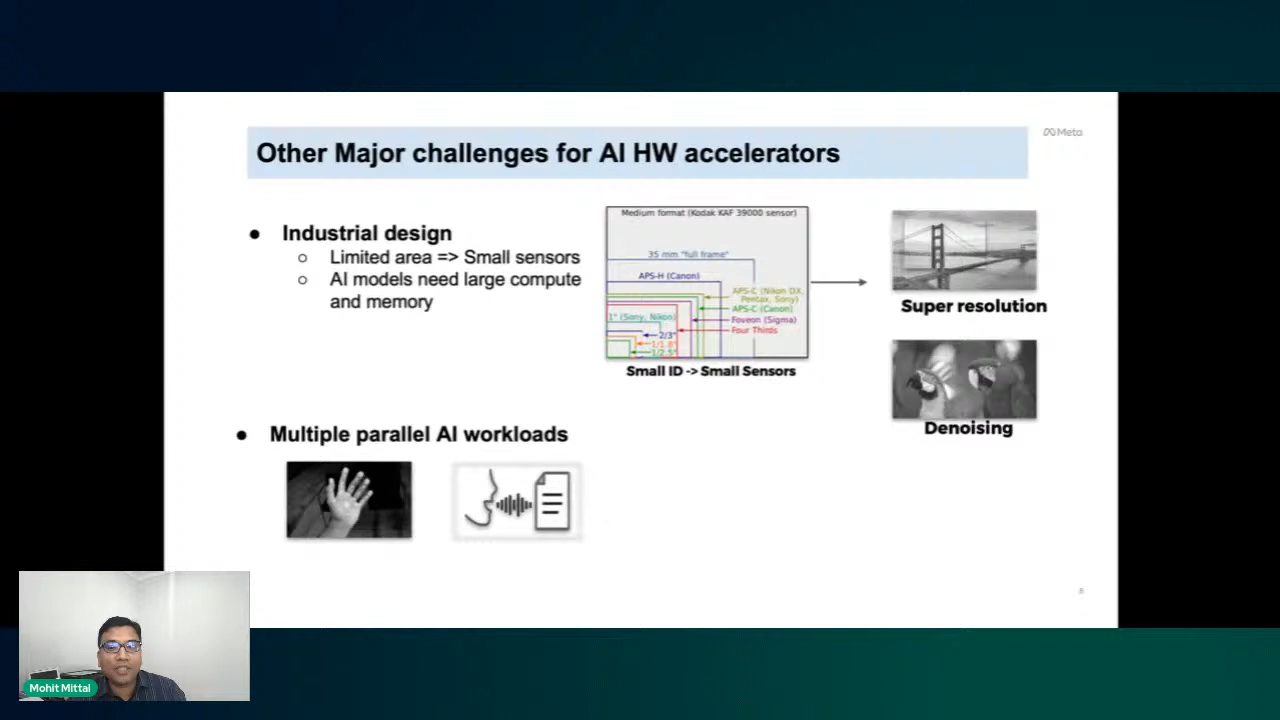 Meta
Other Major challenges for AI HW accelerators
● Industrial design
○ Limited area => Small sensors
○ AI models need large compute
and memory
Medium format (Kodak KAF 39000 sensor)
35 mm "full frame"
APS-H (Canon)
APS-C (Nikon DX,
Pentax, Sony)
APS-C (Canon)
1" (Sony, Nikon)
Foveon (Sigma)
Four Thirds
2/3"
1/1.8"
1/2.5"
Small ID -> Small Sensors
Super resolution
Denoising
● Multiple parallel AI workloads
8
Mohit Mittal